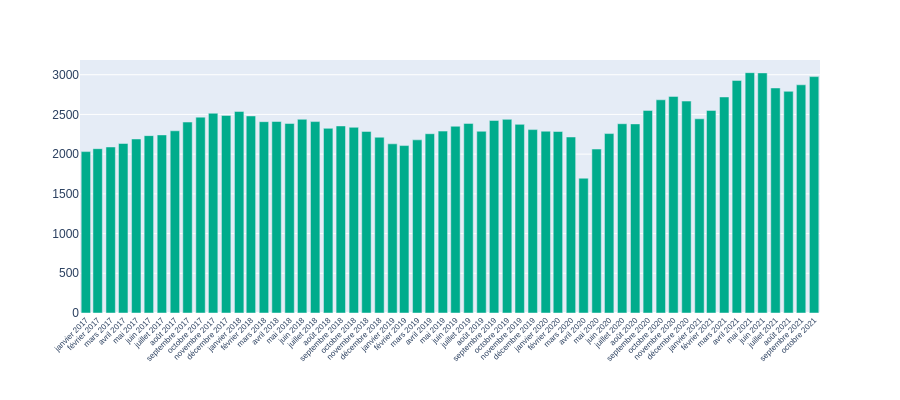 3000
2500
2000
1500
1000
500
0
janvier 2017
février 2017
mars 2017
avril 2017
mai 2017
juin 2017
juillet 2017
août 2017
septembre 2017
octobre 2017
novembre 2017
décembre 2017
janvier 2018
février 2018
mars 2018
avril 2018
mai 2018
juin 2018
juillet 2018
août 2018
septembre 2018
octobre 2018
novembre 2018
décembre 2018
janvier 2019
février 2019
mars 2019
avril 2019
mai 2019
juin 2019
juillet 2019
août 2019
septembre 2019
octobre 2019
novembre 2019
décembre 2019
janvier 2020
février 2020
mars 2020
avril 2020
mai 2020
juin 2020
juillet 2020
août 2020
septembre 2020
octobre 2020
novembre 2020
décembre 2020
janvier 2021
février 2021
mars 2021
avril 2021
mai 2021
juin 2021
juillet 2021
août 2021
septembre 2021
octobre 2021